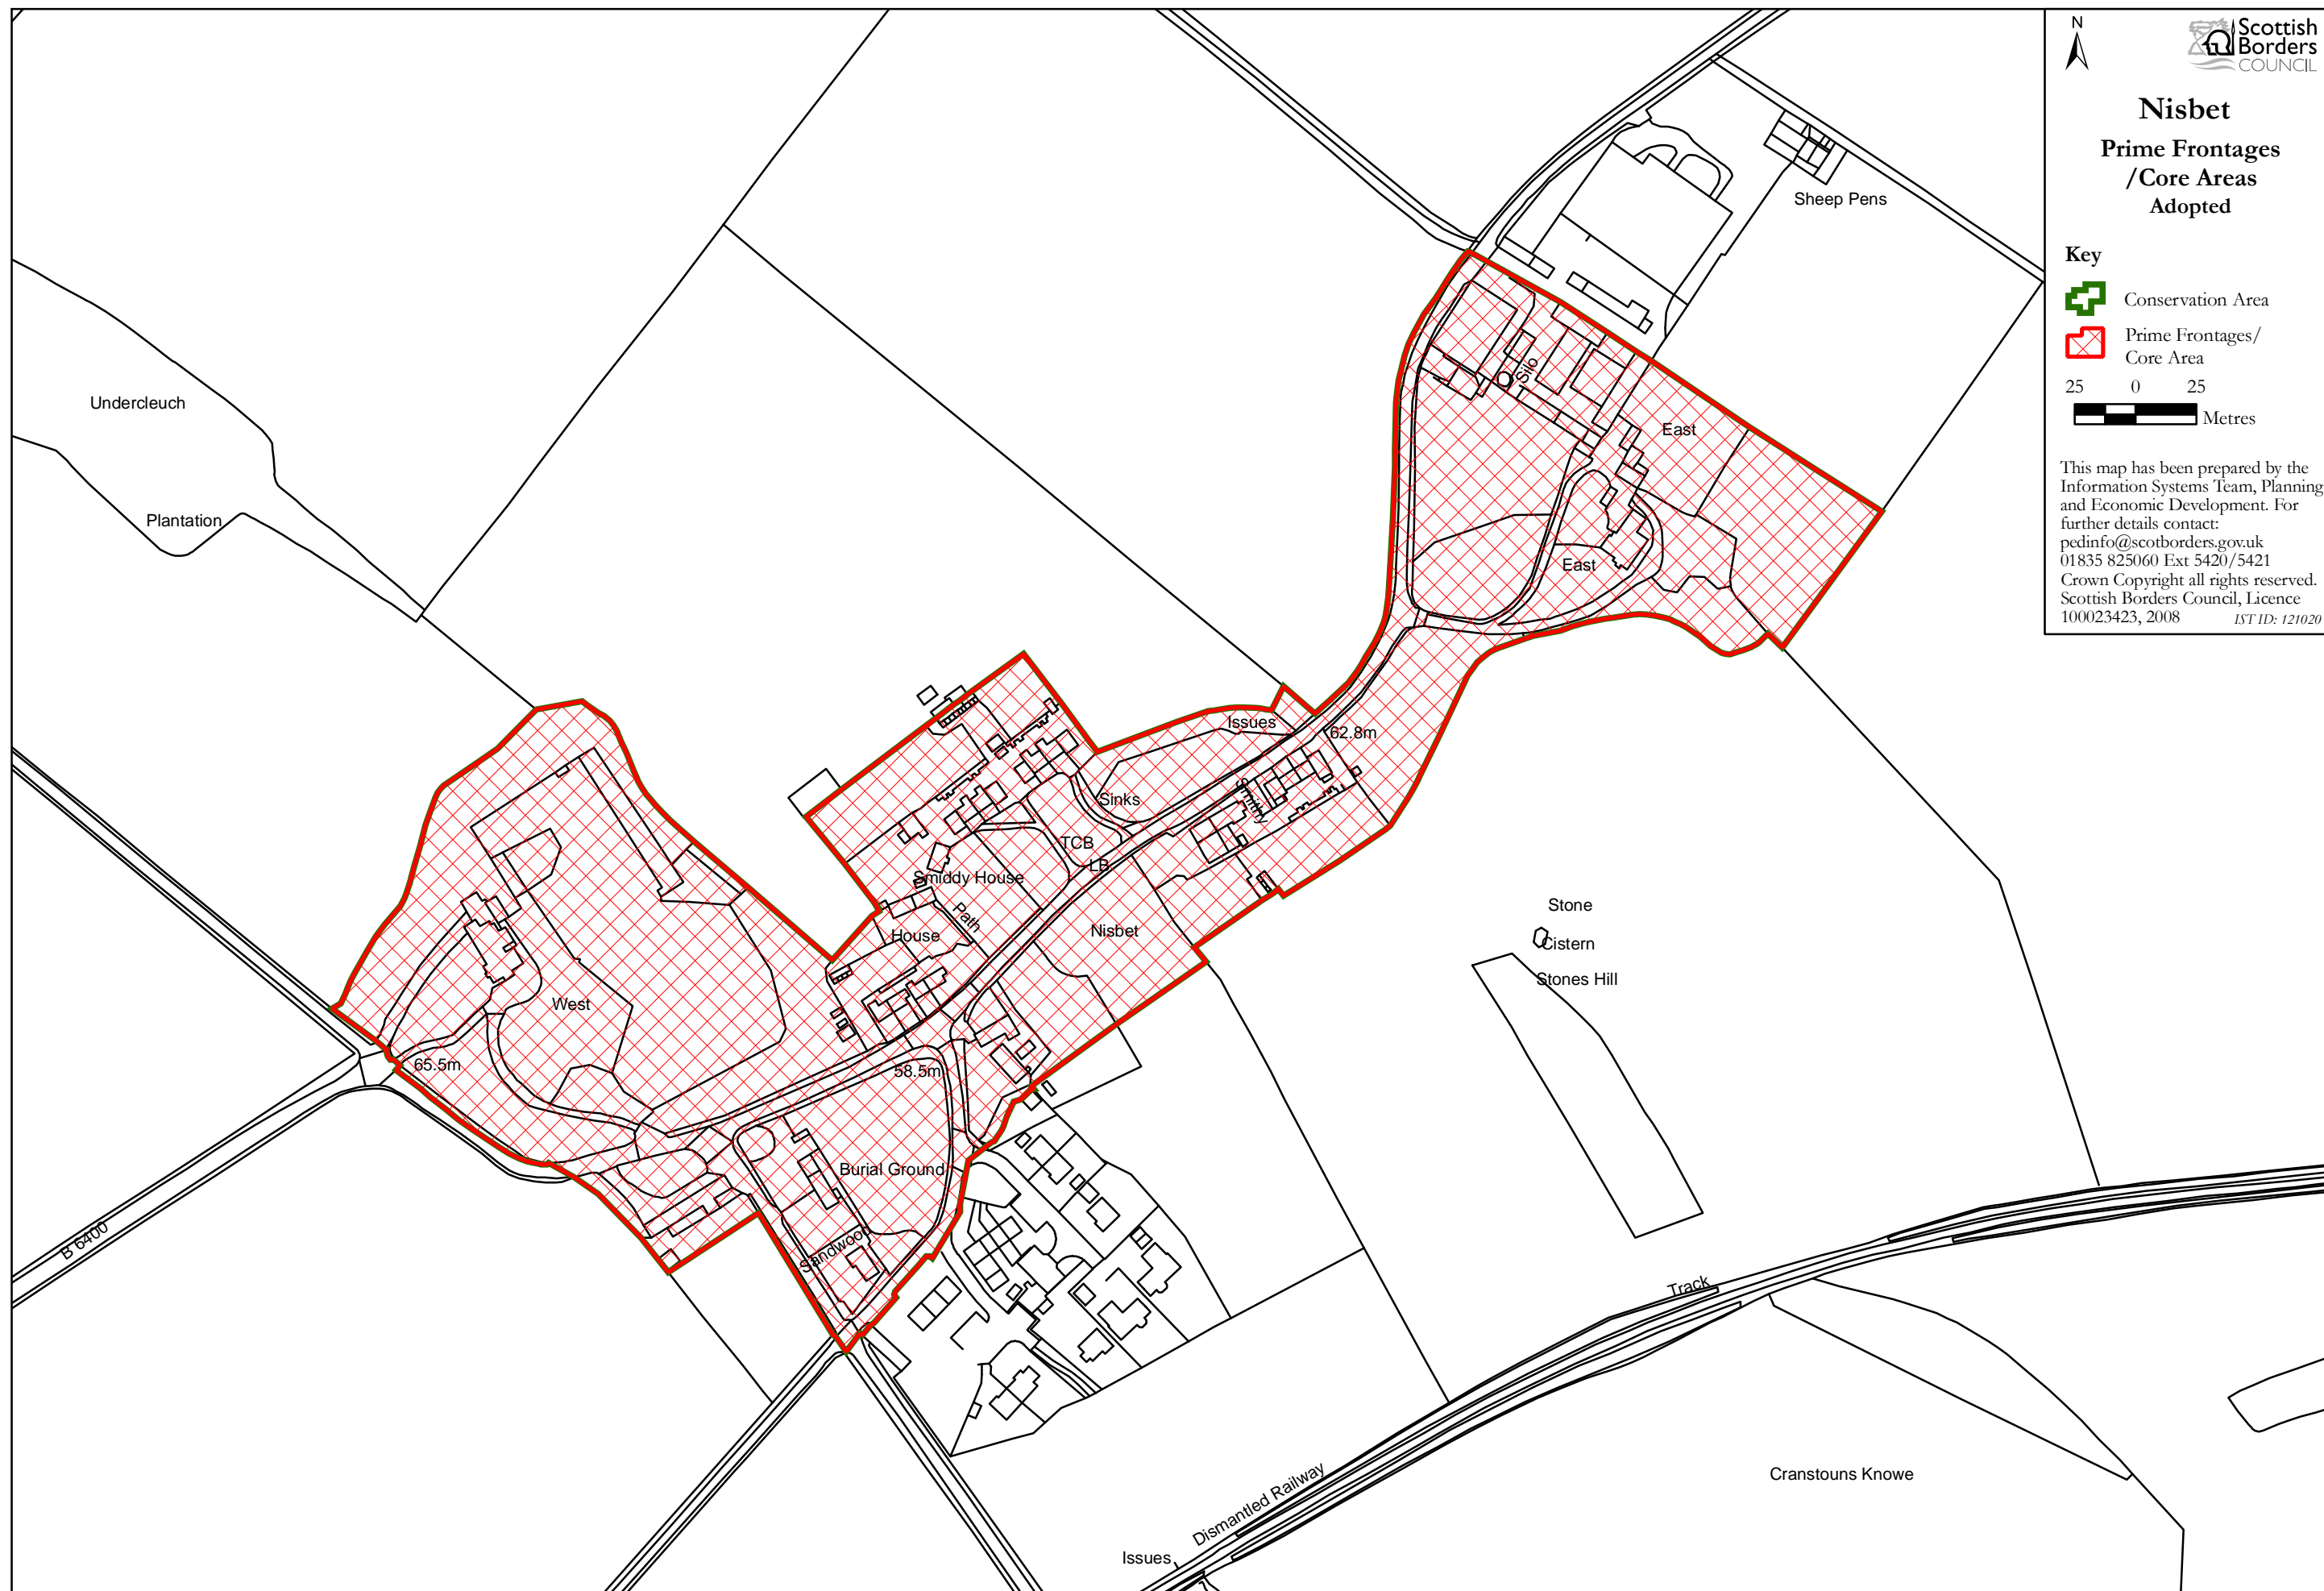 N
Scottish
Borders
COUNCIL
Nisbet
Prime Frontages
/Core Areas
Adopted
Key
Conservation Area
Prime Frontages/
Core Area
25 0 25
Metres
This map has been prepared by the
Information Systems Team, Planning
and Economic Development. For
further details contact:
pedinfo@scotborders.gov.uk
01835 825060 Ext 5420/5421
Crown Copyright all rights reserved.
Scottish Borders Council, Licence
100023423, 2008
IST ID: 121020
Sheep Pens
Silo
East
Undercleuch
Plantation
East
Issues
62.8m
Sinks
Smithy
TCB
LB
Smiddy House
Path
House
Nisbet
Stone
Cistern
Stones Hill
West
65.5m
58.5m
Burial Ground
Sandwood
B 6400
Track
Dismantled Railway
Cranstouns Knowe
Issues